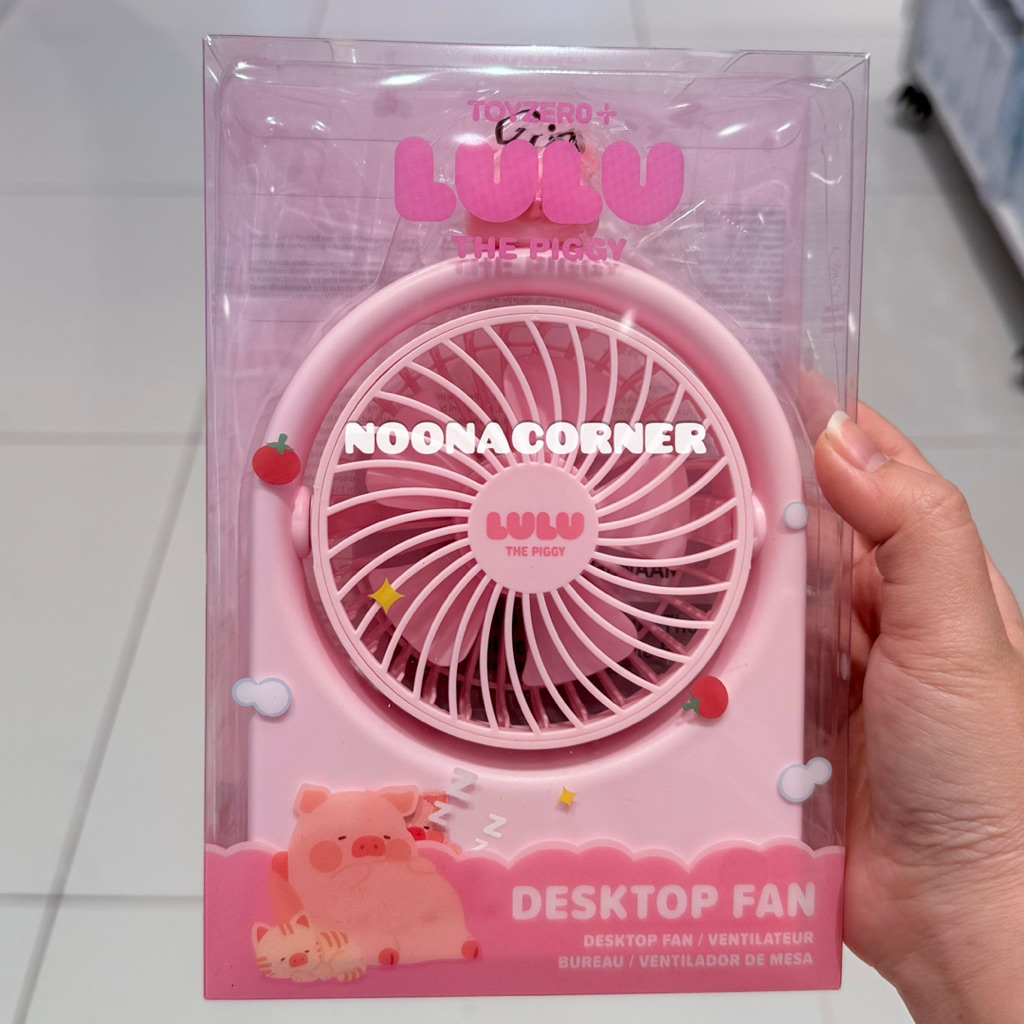 TOYZERO+
LULU
THE PIGGY
NOONACORNER
LULU
THE PIGGY
Z
Z
Z
Z
DESKTOP FAN
DESKTOP FAN / VENTILATEUR
BUREAU / VENTILADOR DE MESA